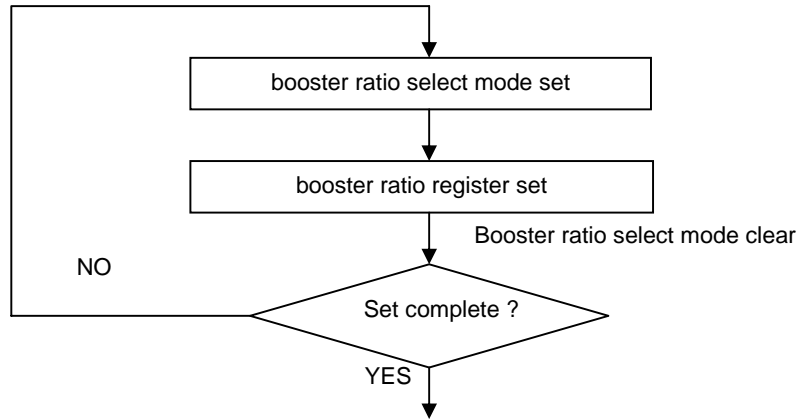 booster ratio select mode set
booster ratio register set
Booster ratio select mode clear
NO
Set complete ?
YES